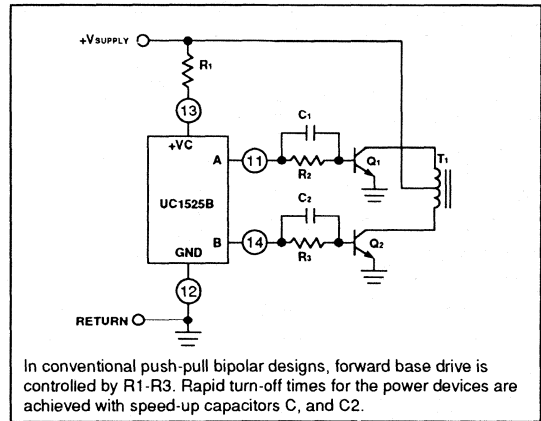 +VSUPPLY
R1
13
+VC
A
11
C1
R2
Q1
T1
UC1525B
C2
B
14
R3
Q2
GND
12
RETURN
In conventional push-pull bipolar designs, forward base drive is
controlled by R1-R3. Rapid turn-off times for the power devices are
achieved with speed-up capacitors C, and C2.